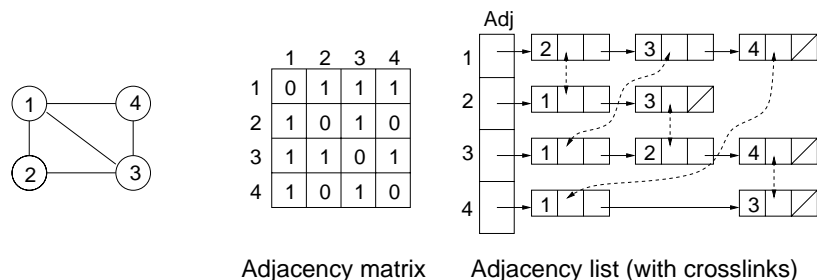 Adj
1 4
2 3
1 2 3 4
1 0 1 1 1
2 1 0 1 0
3 1 1 0 1
4 1 0 1 0
1 2 3 4
2 1 3
3 1 2 4
4 1 3
Adjacency matrix
Adjacency list (with crosslinks)